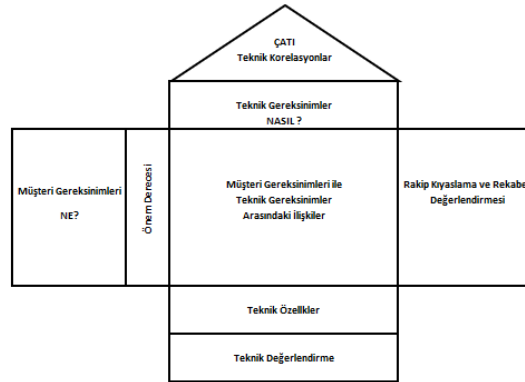 ÇATI
Teknik Korelasyonlar
Teknik Gereksinimler
NASIL ?
Müşteri Gereksinimleri
NE?
Önem Derecesi
Müşteri Gereksinimleri ile
Teknik Gereksinimler
Arasındaki İlişkiler
Rakip Kıyaslama ve Rekabe
Değerlendirmesi
Teknik Özellkler
Teknik Değerlendirme